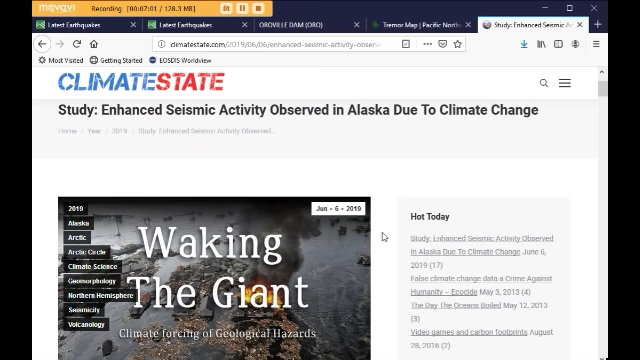 movavi Recording 00:07:01 / 128.3 MB
Latest Earthquakes Latest Earthquakes OROVILLE DAM (ORO) Tremor Map | Pacific North Study: Enhanced Seismic A
climatestate.com/2019/06/06/enhanced-seismic-activity-observe
Most Visited Getting Started EOSDIS Worldview
CLIMATESTATE
Study: Enhanced Seismic Activity Observed in Alaska Due To Climate Change
Home / Year / 2019 / Study: Enhanced Seismic Activity Observed...
2019
Alaska
Arctic
Arctic Circle
Climate Science
Geomorphology
Northern Hemisphere
Seismicity
Volcanology
Jun - 6 - 2019
Waking
The Giant
Climate forcing of Geological Hazards
Hot Today
Study: Enhanced Seismic Activity Observed
in Alaska Due To Climate Change June 6,
2019 (17)
False climate change data a Crime Against
Humanity – Ecocide May 3, 2013 (4)
The Day The Oceans Boiled May 12, 2013
(3)
Video games and carbon footprints August
28, 2016 (2)